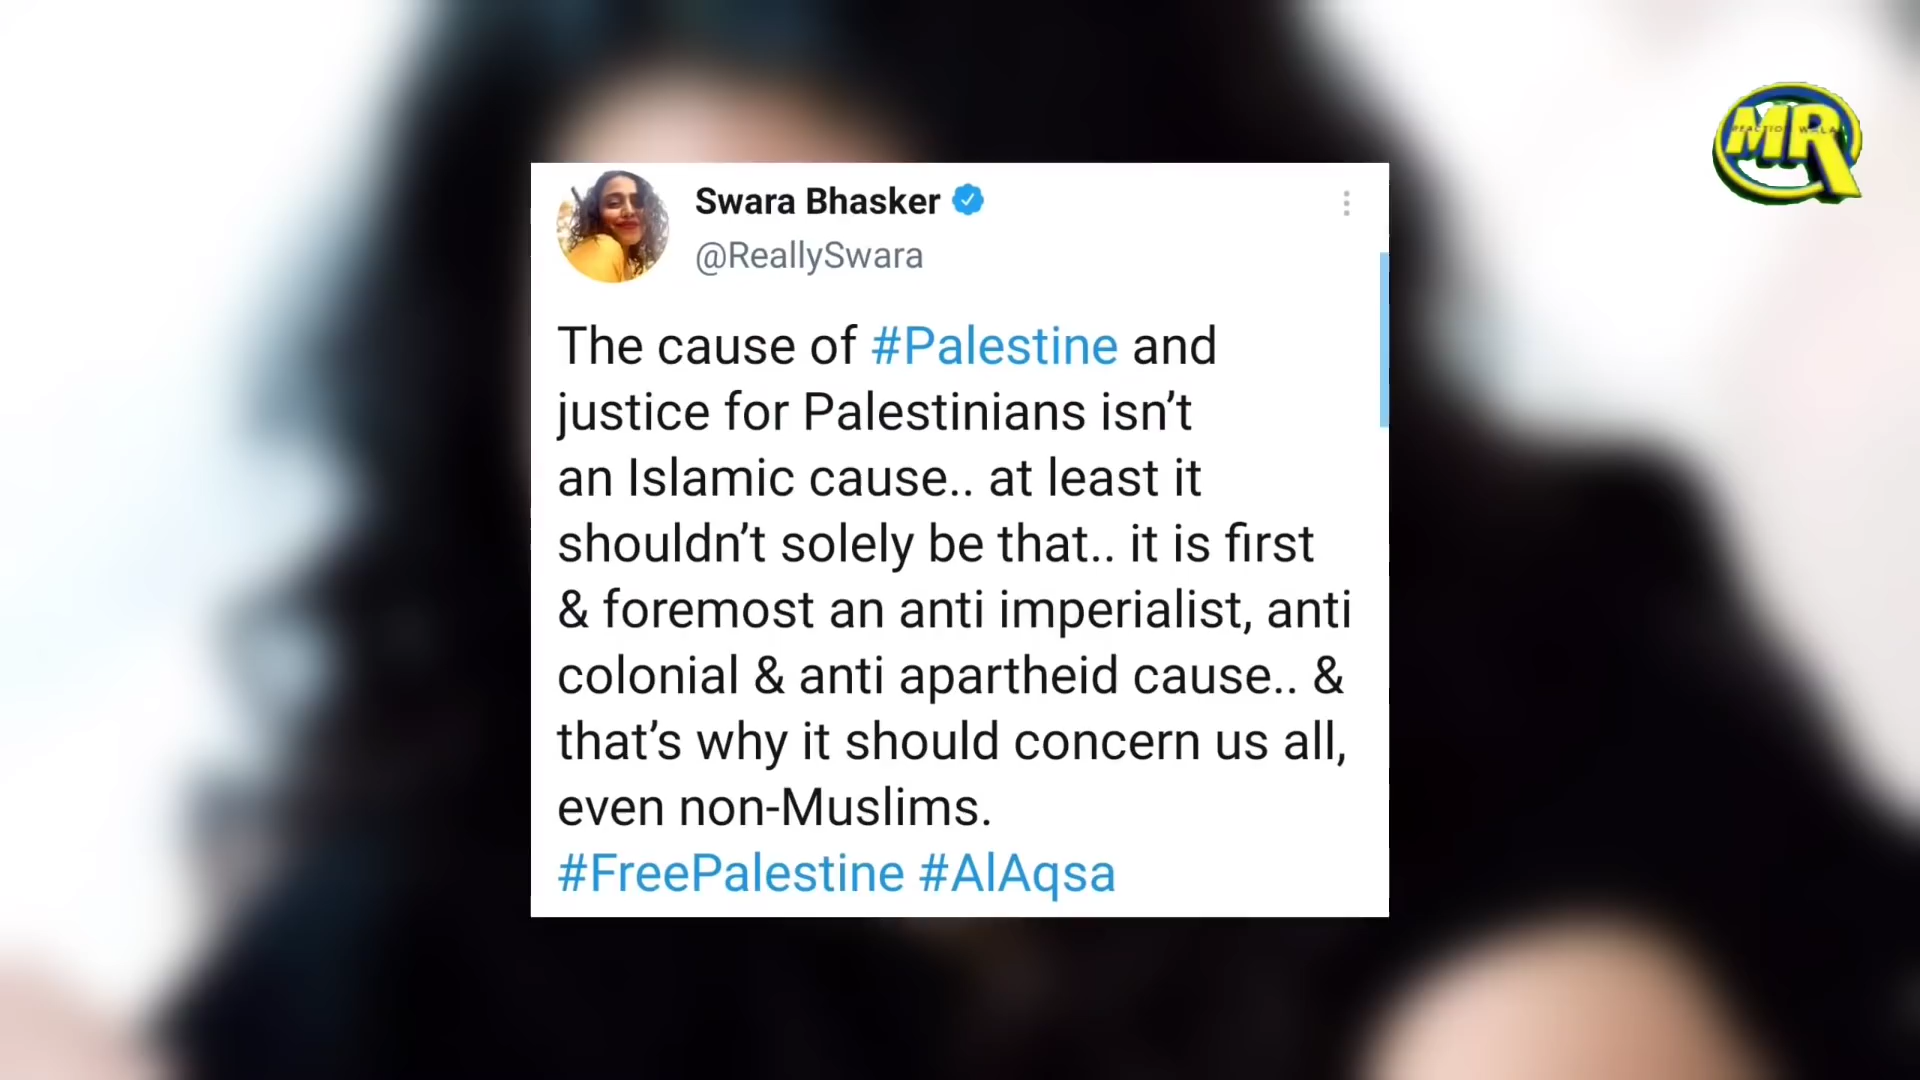 MR
REACTION WALA
Swara Bhasker
@ReallySwara
The cause of #Palestine and
justice for Palestinians isn’t
an Islamic cause.. at least it
shouldn’t solely be that.. it is first
& foremost an anti imperialist, anti
colonial & anti apartheid cause.. &
that’s why it should concern us all,
even non-Muslims.
#FreePalestine #AlAqsa